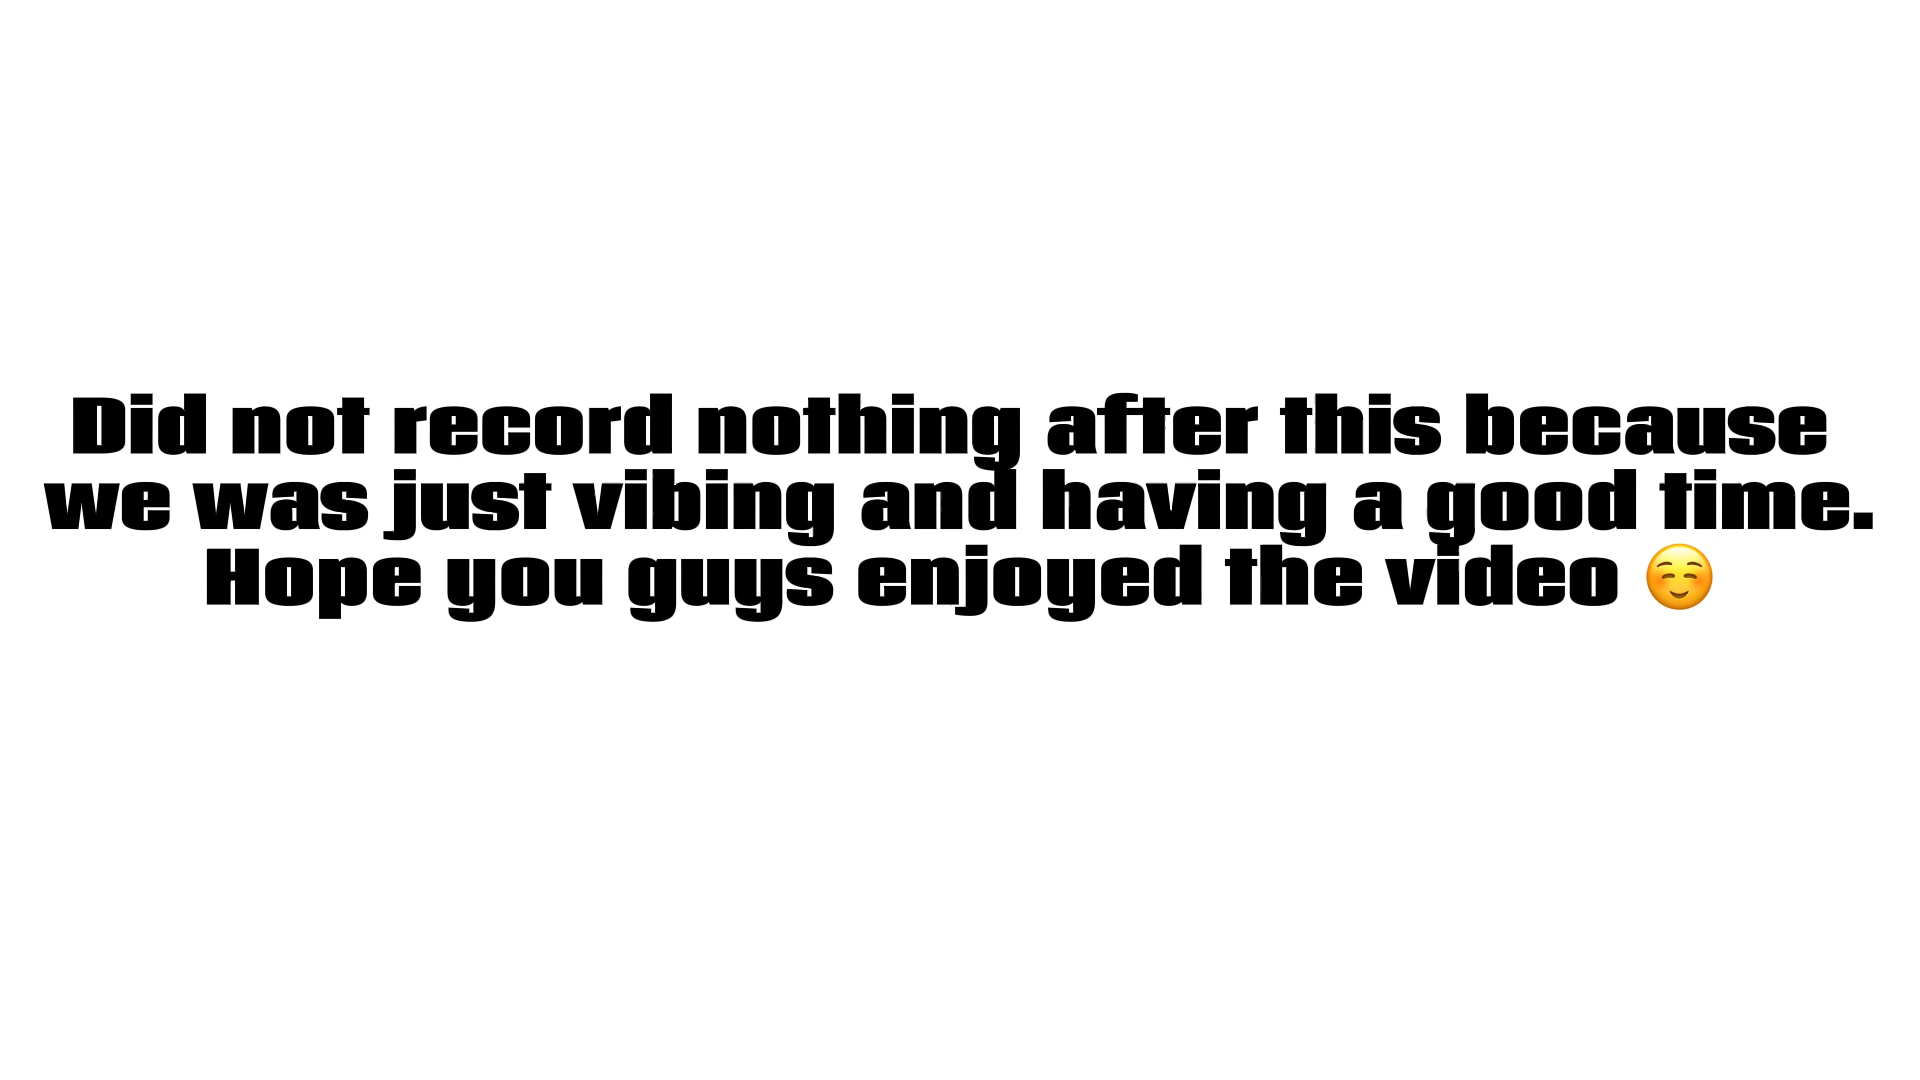 Did not record nothing after this because
we was just vibing and having a good time.
Hope you guys enjoyed the video ☺️